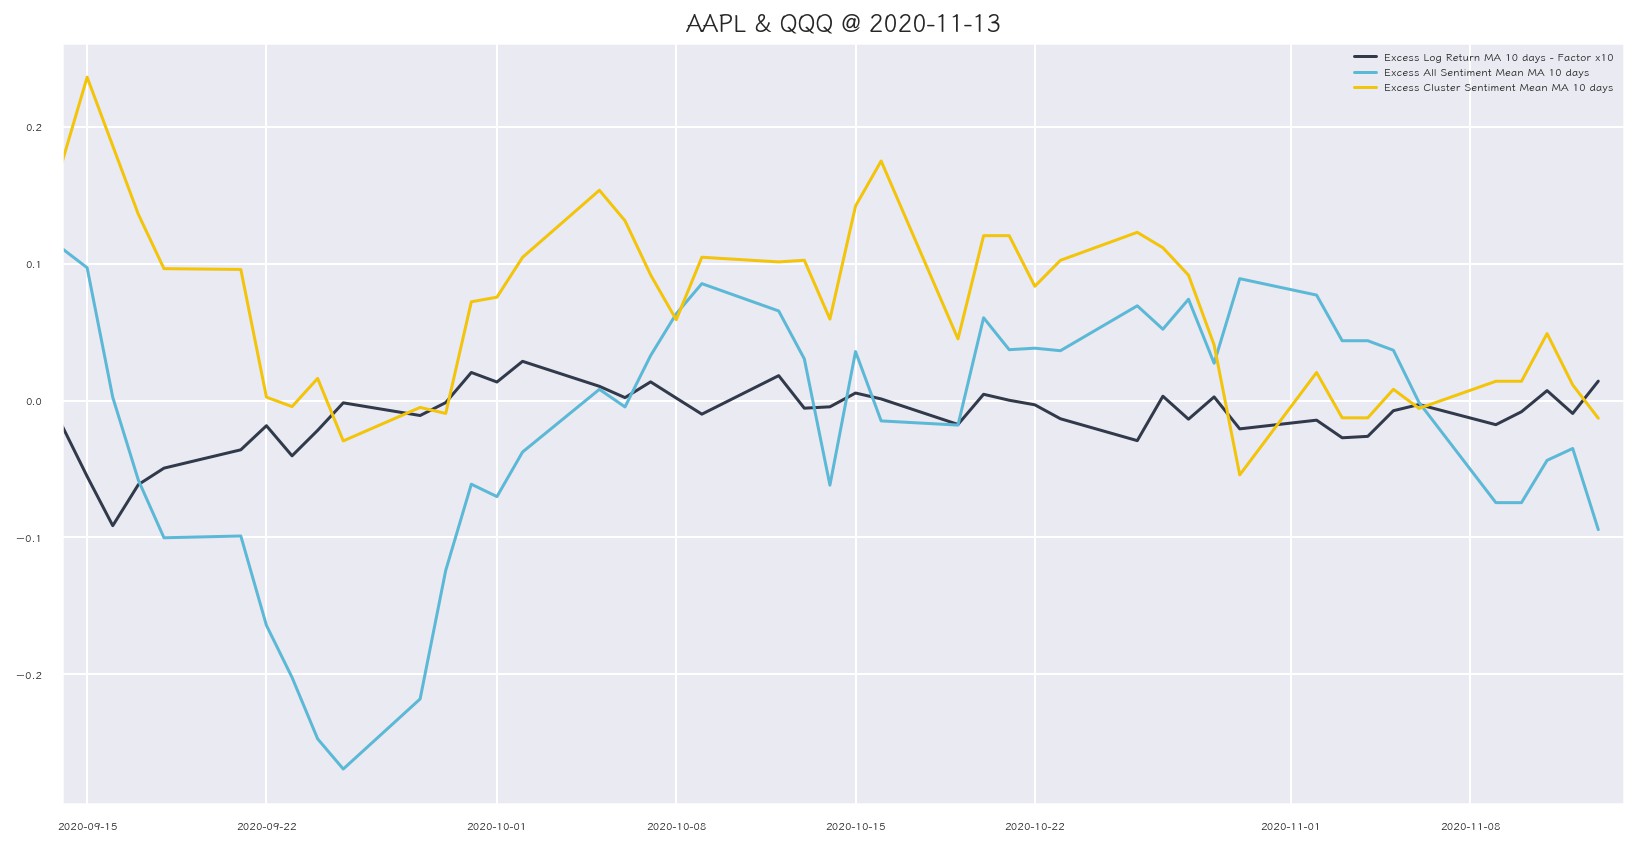 AAPL & QQQ @ 2020-11-13
Excess Log Return MA 10 days - Factor x10
Excess All Sentiment Mean MA 10 days
Excess Cluster Sentiment Mean MA 10 days
0.2
0.1
0.0
−0.1
−0.2
2020-09-15 2020-09-22 2020-10-01 2020-10-08 2020-10-15 2020-10-22 2020-11-01 2020-11-08